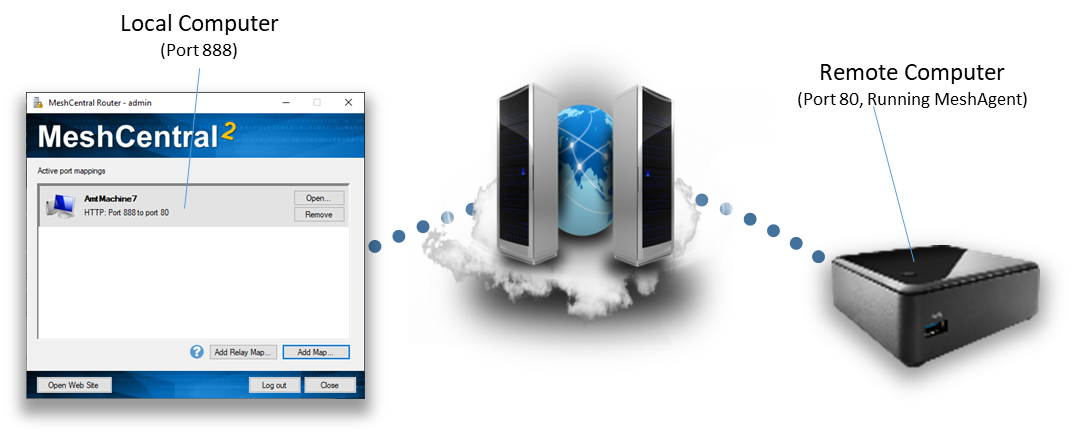 Local Computer
(Port 888)
Remote Computer
(Port 80, Running MeshAgent)
MeshCentral Router - admin
MeshCentral2
Active port mappings
AmtMachine7
HTTP: Port 888 to port 80
Open...
Remove
?
Add Relay Map...
Add Map...
Open Web Site
Log out
Close